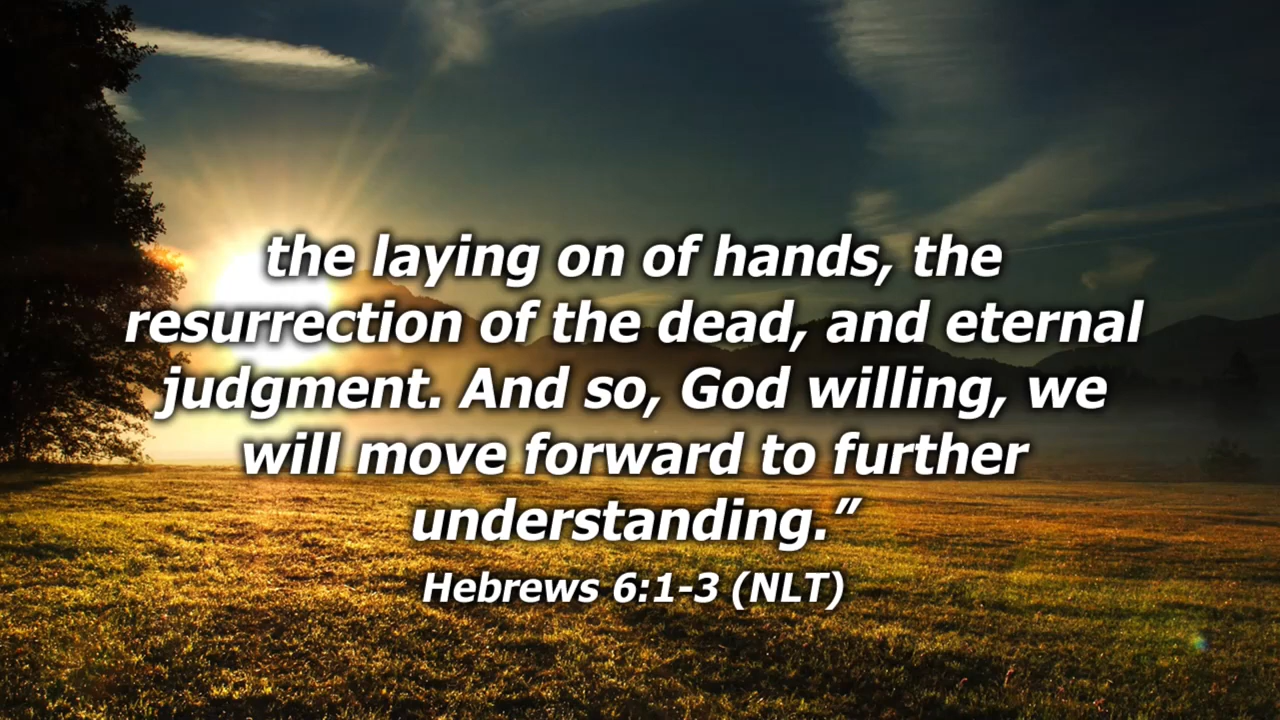 the laying on of hands, the
resurrection of the dead, and eternal
judgment. And so, God willing, we
will move forward to further
understanding.”
Hebrews 6:1-3 (NLT)